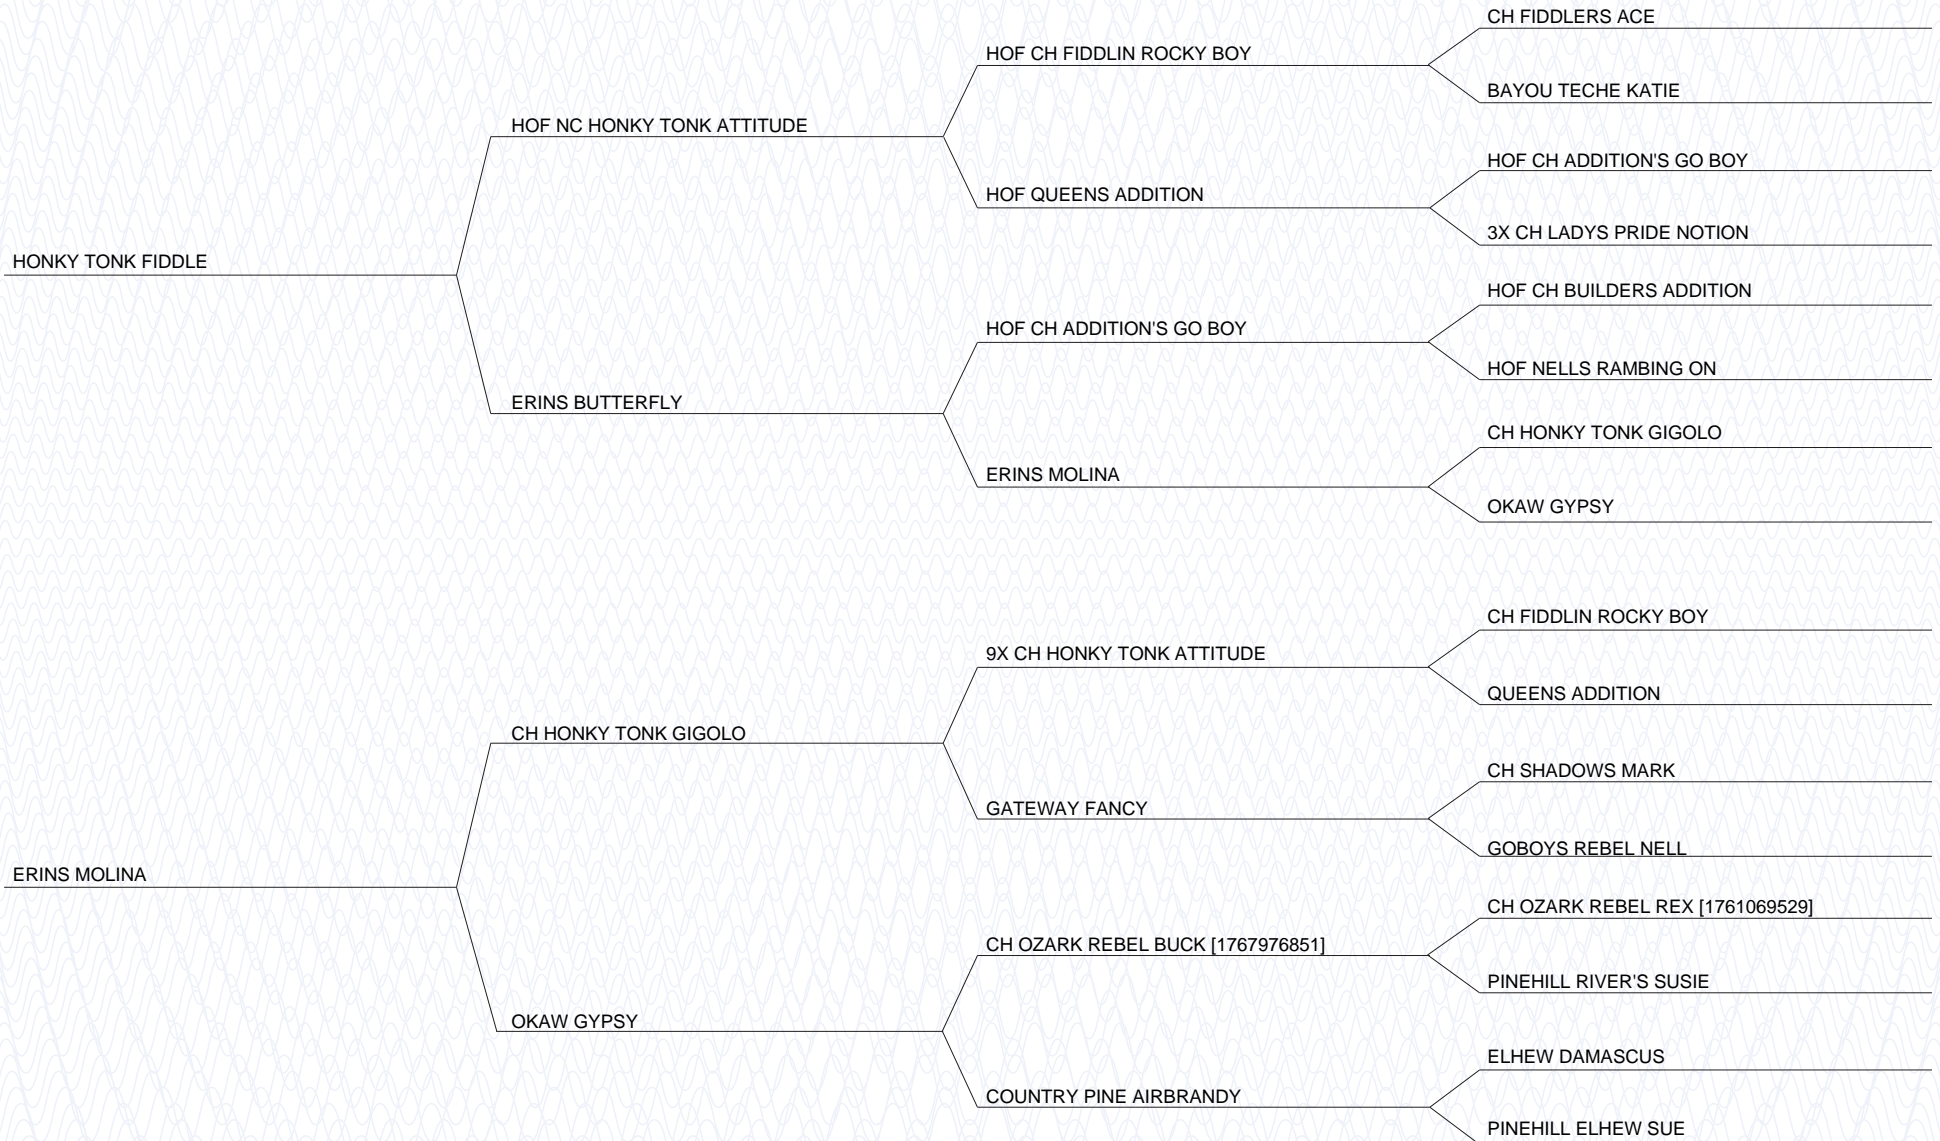 CH FIDDLERS ACE
HOF CH FIDDLIN ROCKY BOY
BAYOU TECHE KATIE
HOF NC HONKY TONK ATTITUDE
HOF CH ADDITION'S GO BOY
HOF QUEENS ADDITION
3X CH LADYS PRIDE NOTION
HONKY TONK FIDDLE
HOF CH BUILDERS ADDITION
HOF CH ADDITION'S GO BOY
HOF NELLS RAMBING ON
ERINS BUTTERFLY
CH HONKY TONK GIGOLO
ERINS MOLINA
OKAW GYPSY
CH FIDDLIN ROCKY BOY
9X CH HONKY TONK ATTITUDE
QUEENS ADDITION
CH HONKY TONK GIGOLO
CH SHADOWS MARK
GATEWAY FANCY
GOBOYS REBEL NELL
ERINS MOLINA
CH OZARK REBEL REX [1761069529]
CH OZARK REBEL BUCK [1767976851]
PINEHILL RIVER'S SUSIE
OKAW GYPSY
ELHEW DAMASCUS
COUNTRY PINE AIRBRANDY
PINEHILL ELHEW SUE